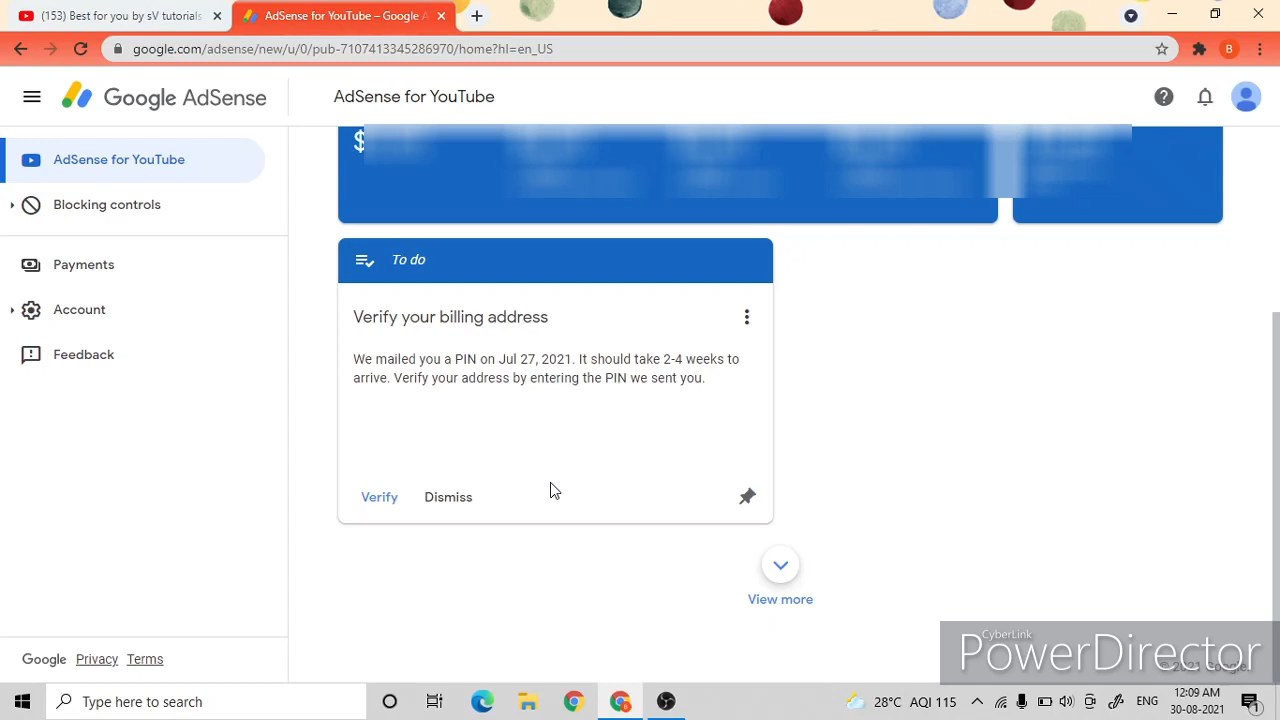 (153) Best for you by sV tutorials
AdSense for YouTube – Google A
google.com/adsense/new/u/0/pub-7107413345286970/home?hl=en_US
B
Google AdSense
AdSense for YouTube
AdSense for YouTube
$
Blocking controls
Payments
Account
Feedback
To do
Verify your billing address
We mailed you a PIN on Jul 27, 2021. It should take 2-4 weeks to
arrive. Verify your address by entering the PIN we sent you.
Verify
Dismiss
View more
Google Privacy Terms
CyberLink
PowerDirector
© 2021 Google
Type here to search
28°C AQI 115
ENG
12:09 AM
30-08-2021
1